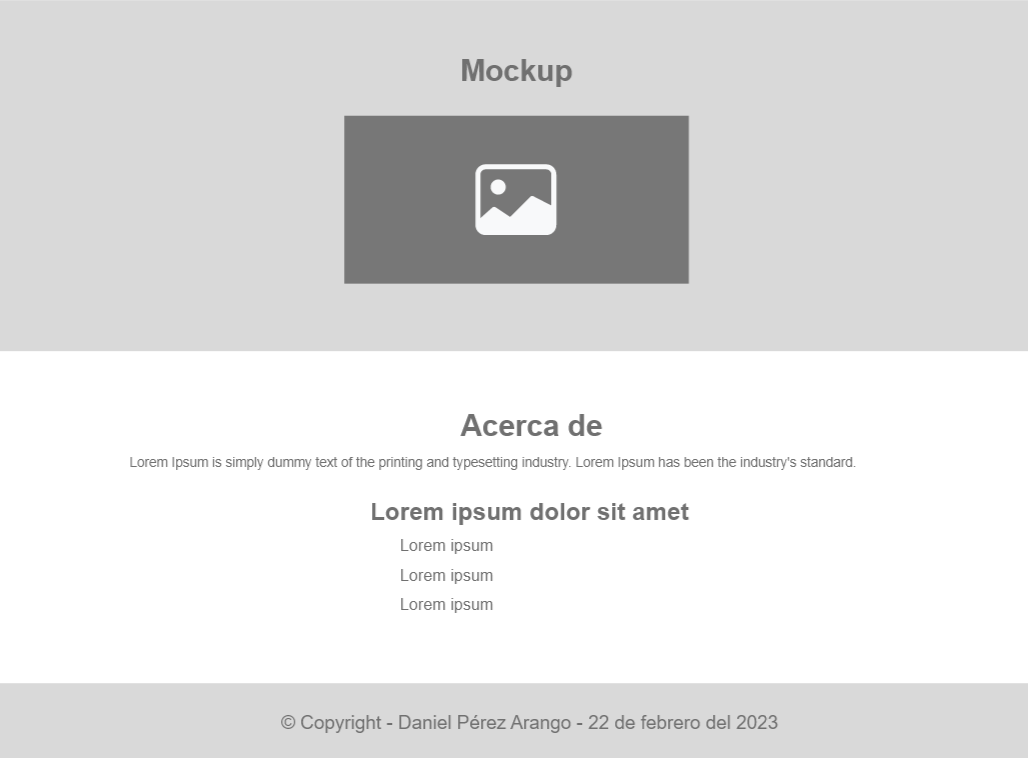 Mockup
Acerca de
Lorem Ipsum is simply dummy text of the printing and typesetting industry. Lorem Ipsum has been the industry's standard.
Lorem ipsum dolor sit amet
Lorem ipsum
Lorem ipsum
Lorem ipsum
© Copyright - Daniel Pérez Arango - 22 de febrero del 2023